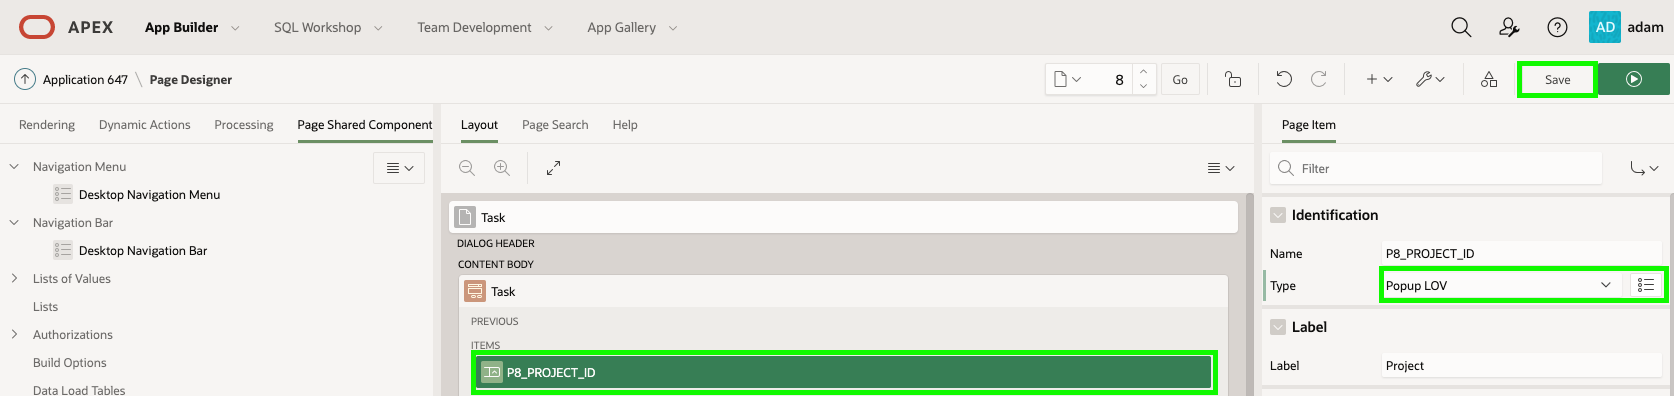 APEX App Builder SQL Workshop Team Development App Gallery AD adam
Application 647 \ Page Designer 8 Go Save
Rendering Dynamic Actions Processing Page Shared Component
Navigation Menu
Desktop Navigation Menu
Navigation Bar
Desktop Navigation Bar
Lists of Values
Lists
Authorizations
Build Options
Data Load Tables
Layout Page Search Help
Task
DIALOG HEADER
CONTENT BODY
Task
PREVIOUS
ITEMS
P8_PROJECT_ID
Page Item
Filter
Identification
Name P8_PROJECT_ID
Type Popup LOV
Label
Label Project